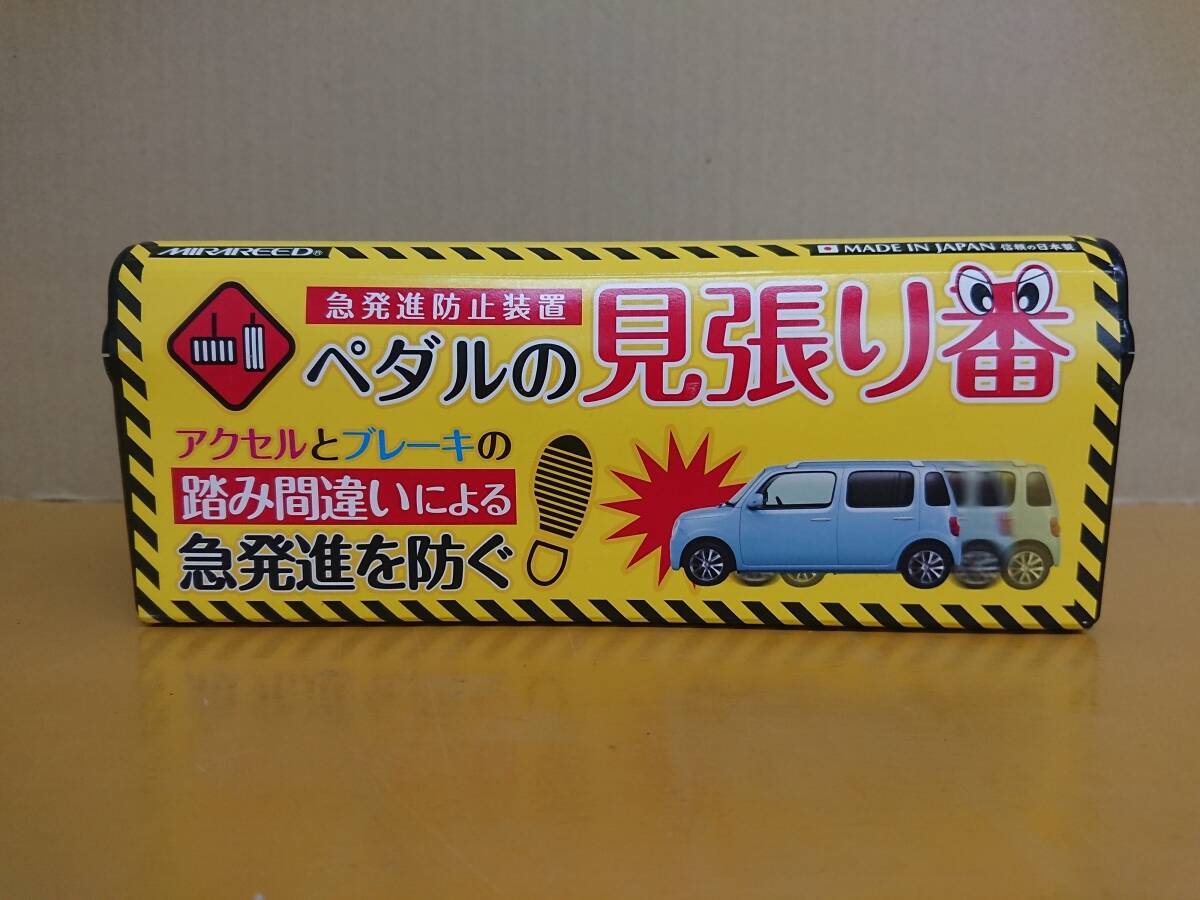 MIRAREED®
MADE IN JAPAN 信頼の日本製
急発進防止装置
ペダルの見張り番
アクセルとブレーキの
踏み間違いによる
急発進を防ぐ